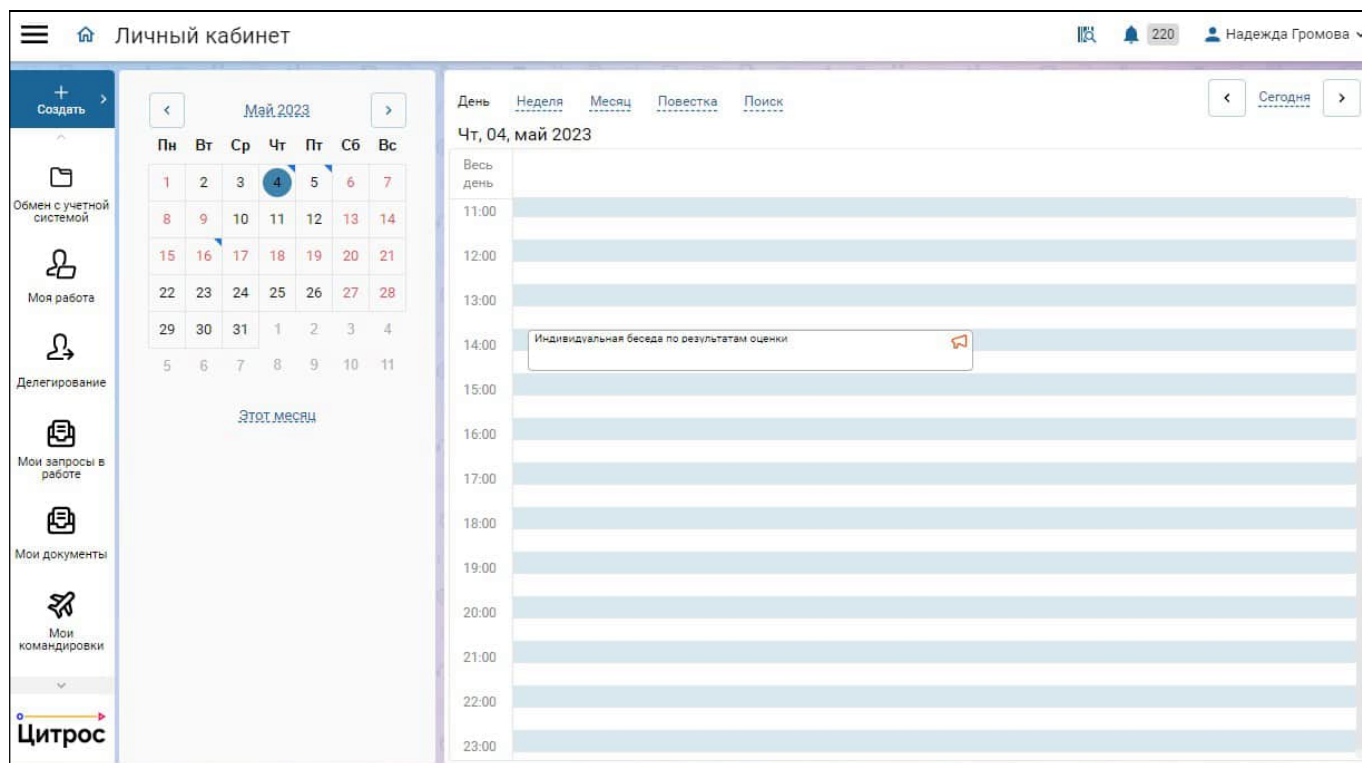 Личный кабинет
220
Надежда Громова
+ Создать
Обмен с учетной
системой
Моя работа
Делегирование
Мои запросы в
работе
Мои документы
Мои
командировки
Цитрос
Май 2023
Пн Вт Ср Чт Пт Сб Вс
1 2 3 4 5 6 7
8 9 10 11 12 13 14
15 16 17 18 19 20 21
22 23 24 25 26 27 28
29 30 31 1 2 3 4
5 6 7 8 9 10 11
Этот месяц
День Неделя Месяц Повестка Поиск
Сегодня
Чт, 04, май 2023
Весь
день
11:00
12:00
13:00
14:00
Индивидуальная беседа по результатам оценки
15:00
16:00
17:00
18:00
19:00
20:00
21:00
22:00
23:00